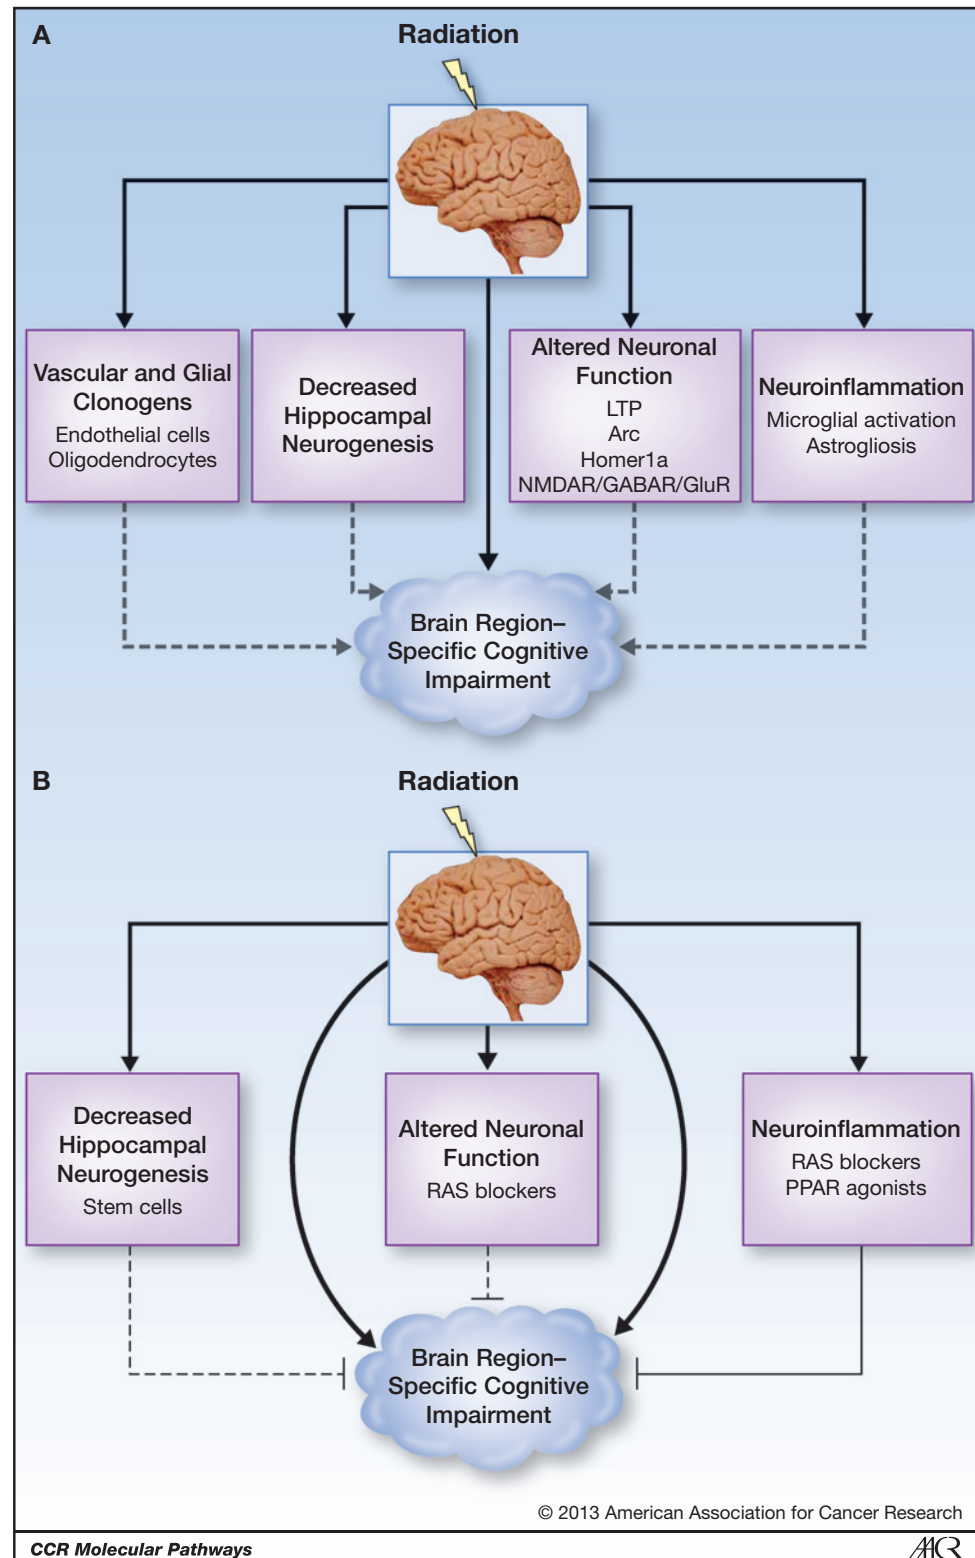 A
Radiation
Vascular and Glial
Clonogens
Endothelial cells
Oligodendrocytes
Decreased
Hippocampal
Neurogenesis
Altered Neuronal
Function
LTP
Arc
Homer1a
NMDAR/GABAR/GluR
Neuroinflammation
Microglial activation
Astrogliosis
Brain Region–
Specific Cognitive
Impairment
B
Radiation
Decreased
Hippocampal
Neurogenesis
Stem cells
Altered Neuronal
Function
RAS blockers
Neuroinflammation
RAS blockers
PPAR agonists
Brain Region–
Specific Cognitive
Impairment
© 2013 American Association for Cancer Research
CCR Molecular Pathways
AACR